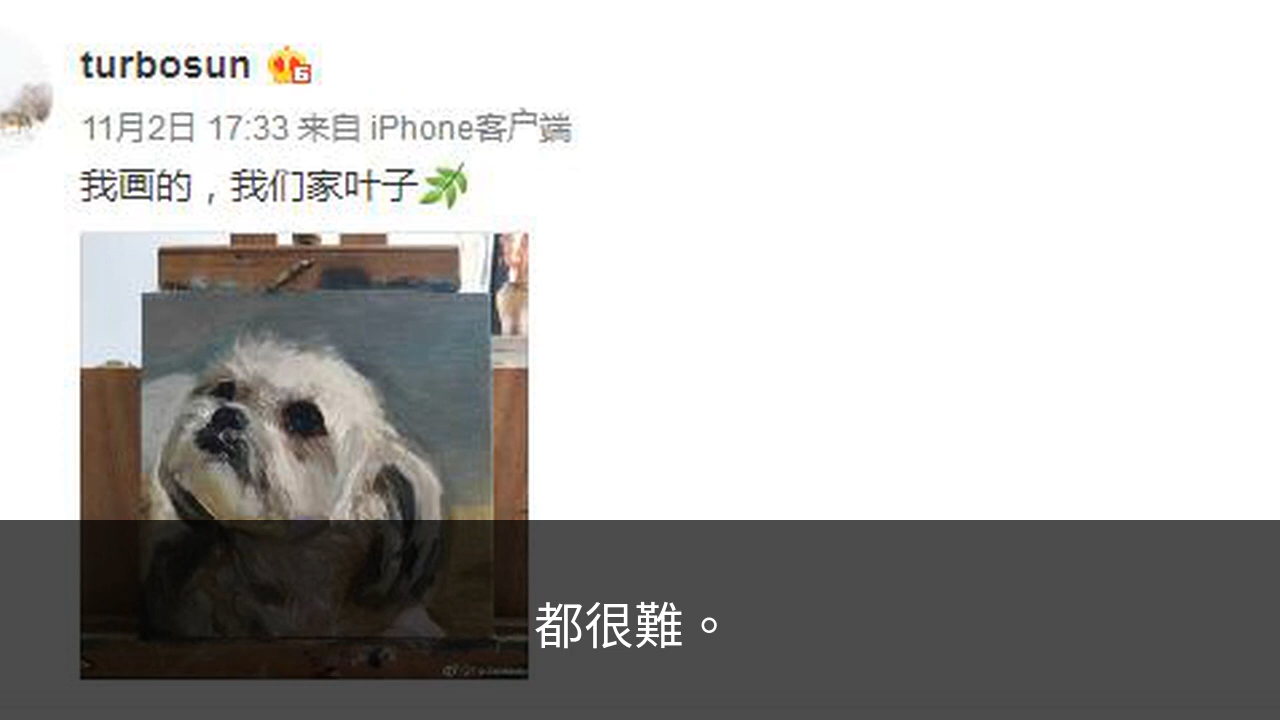 turbosun
11月2日 17:33 来自 iPhone客户端
我画的，我们家叶子🌿
都很難。